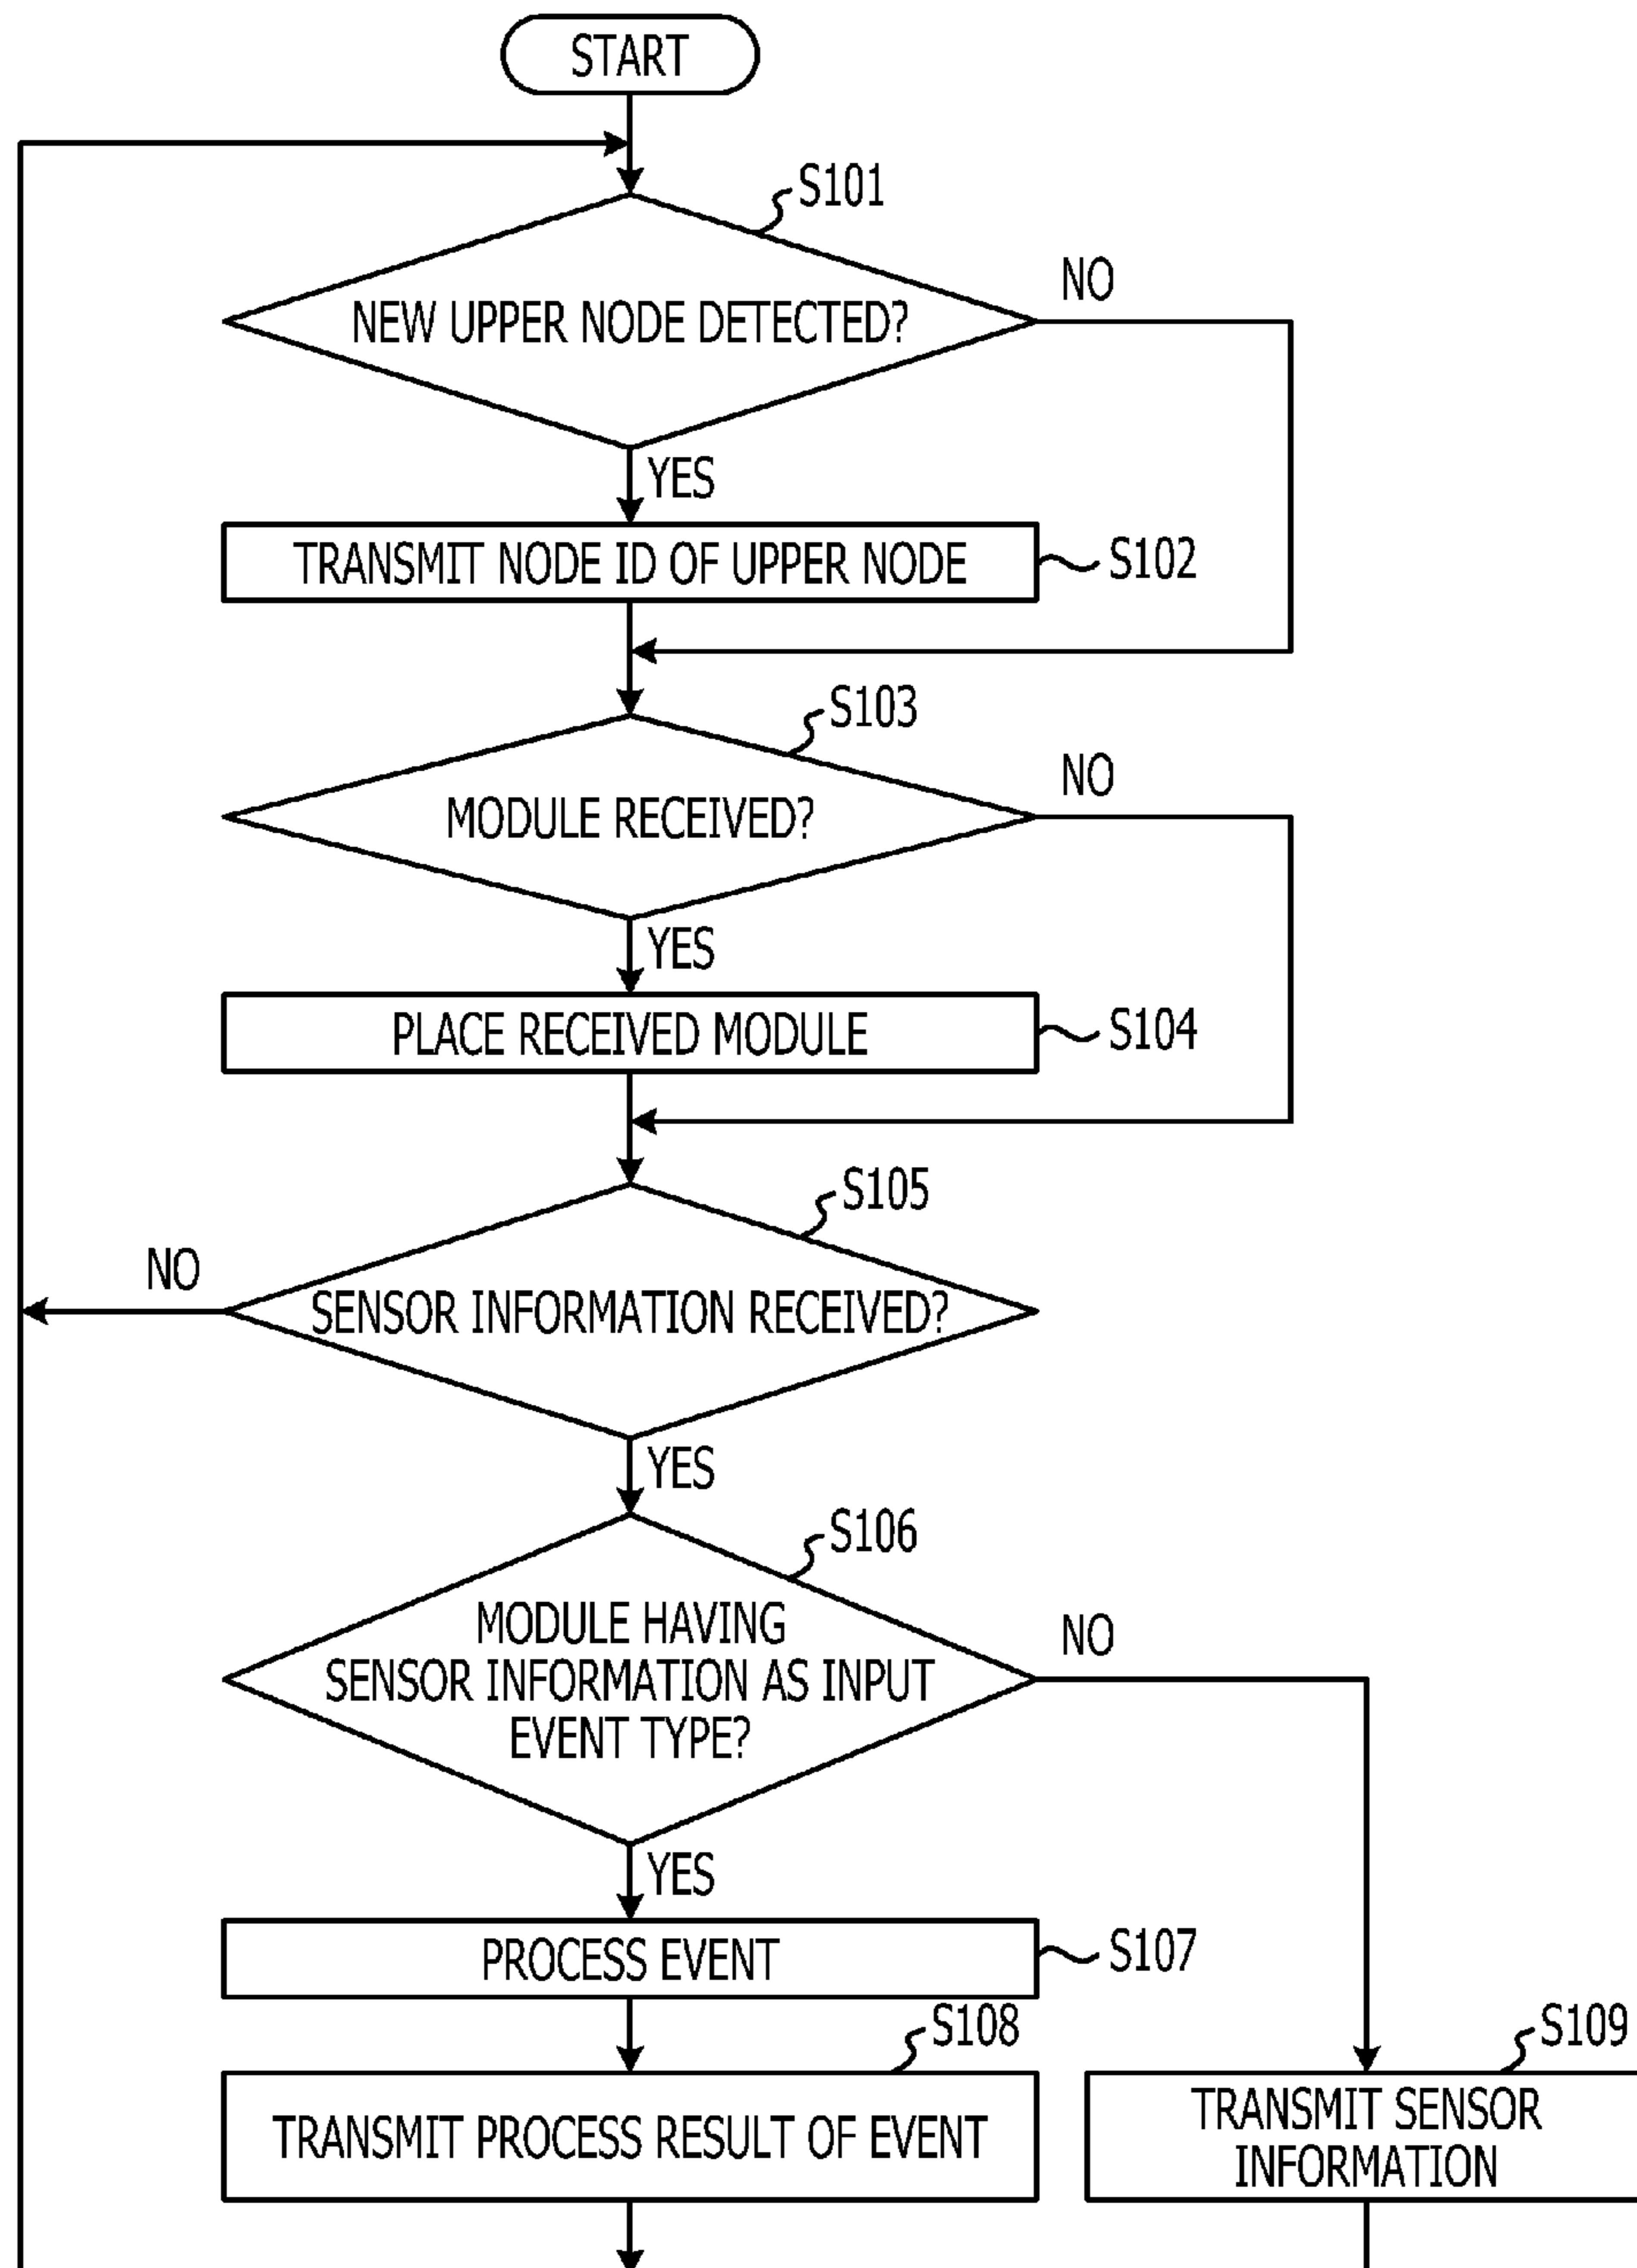 START
S101
NEW UPPER NODE DETECTED?
NO
YES
TRANSMIT NODE ID OF UPPER NODE
S102
S103
MODULE RECEIVED?
NO
YES
PLACE RECEIVED MODULE
S104
S105
NO
SENSOR INFORMATION RECEIVED?
YES
S106
MODULE HAVING
SENSOR INFORMATION AS INPUT
EVENT TYPE?
NO
YES
PROCESS EVENT
S107
S108
TRANSMIT PROCESS RESULT OF EVENT
S109
TRANSMIT SENSOR
INFORMATION